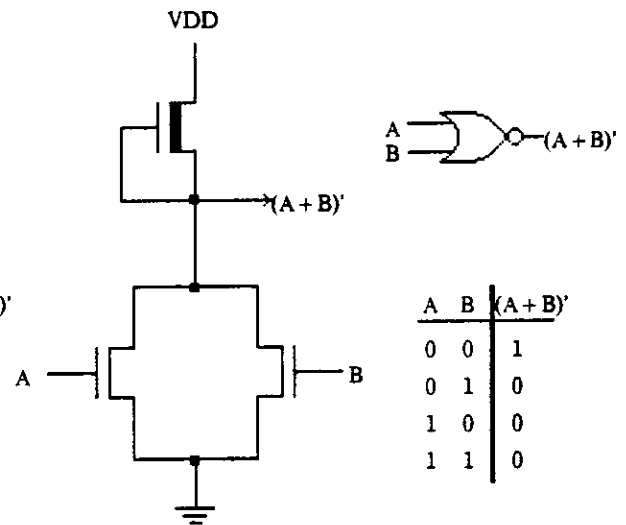 VDD
A
B
(A + B)'
(A + B)'
)'
A
B
A B (A + B)'
0 0 1
0 1 0
1 0 0
1 1 0